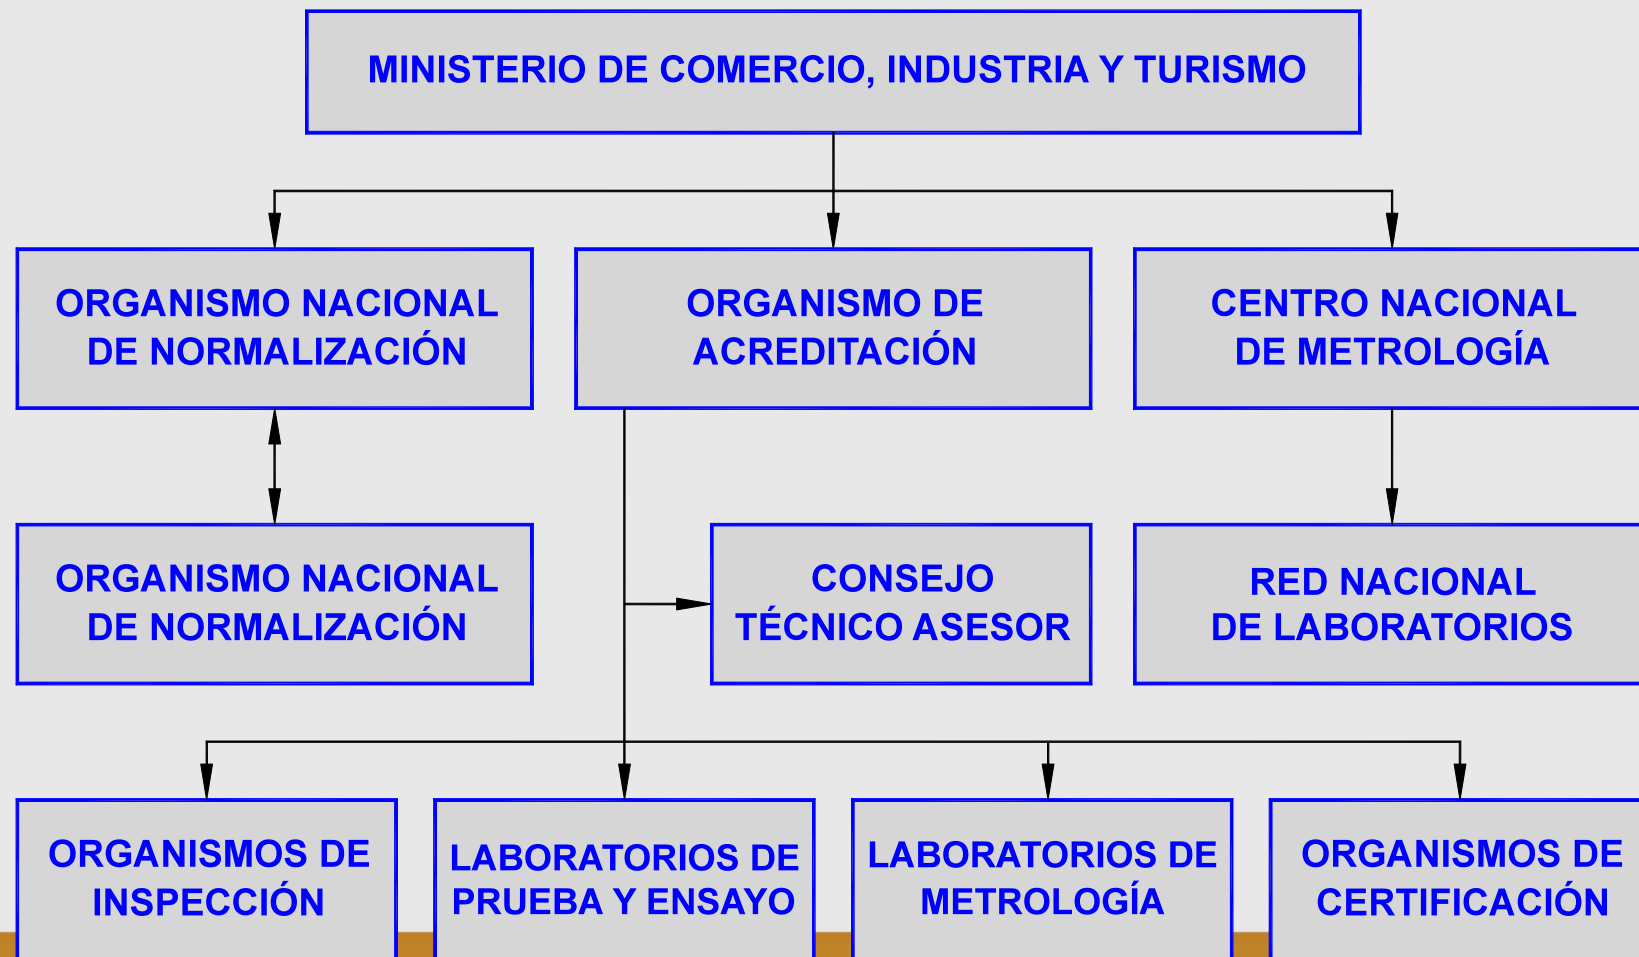 MINISTERIO DE COMERCIO, INDUSTRIA Y TURISMO
ORGANISMO NACIONAL
DE NORMALIZACIÓN
ORGANISMO DE
ACREDITACIÓN
CENTRO NACIONAL
DE METROLOGÍA
ORGANISMO NACIONAL
DE NORMALIZACIÓN
CONSEJO
TÉCNICO ASESOR
RED NACIONAL
DE LABORATORIOS
ORGANISMOS DE
INSPECCIÓN
LABORATORIOS DE
PRUEBA Y ENSAYO
LABORATORIOS DE
METROLOGÍA
ORGANISMOS DE
CERTIFICACIÓN